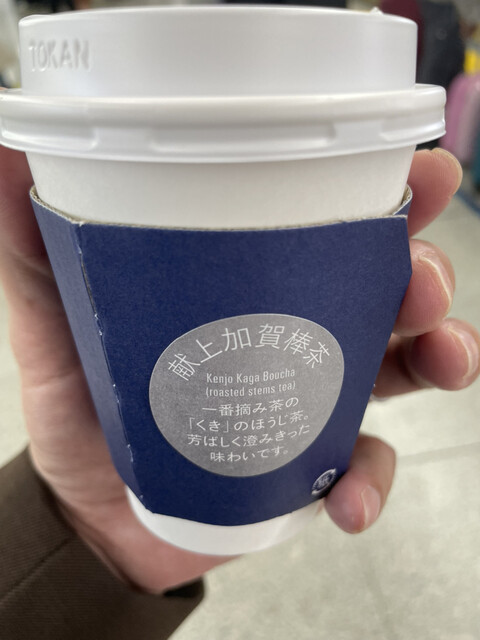 TOKAN
献上加賀棒茶
Kenjo Kaga Boucha
(roasted stems tea)
一番摘み茶の
「くき」のほうじ茶。
芳ばしく澄みきった
味わいです。